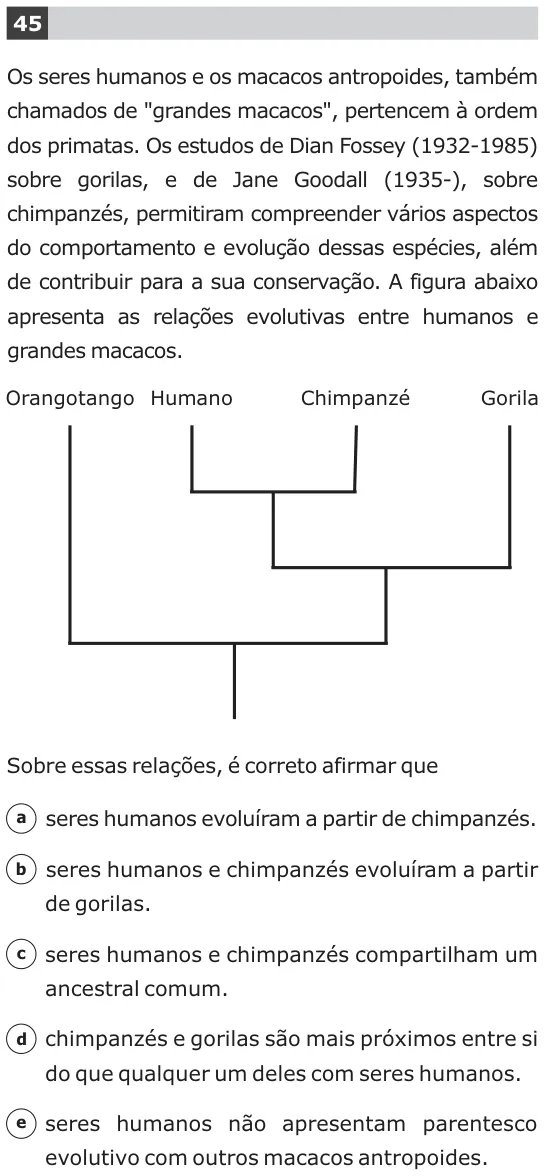 45
Os seres humanos e os macacos antropoides, também
chamados de "grandes macacos", pertencem à ordem
dos primatas. Os estudos de Dian Fossey (1932-1985)
sobre gorilas, e de Jane Goodall (1935-), sobre
chimpanzés, permitiram compreender vários aspectos
do comportamento e evolução dessas espécies, além
de contribuir para a sua conservação. A figura abaixo
apresenta as relações evolutivas entre humanos e
grandes macacos.
Orangotango Humano Chimpanzé Gorila
Sobre essas relações, é correto afirmar que
a seres humanos evoluíram a partir de chimpanzés.
b seres humanos e chimpanzés evoluíram a partir
de gorilas.
c seres humanos e chimpanzés compartilham um
ancestral comum.
d chimpanzés e gorilas são mais próximos entre si
do que qualquer um deles com seres humanos.
e seres humanos não apresentam parentesco
evolutivo com outros macacos antropoides.